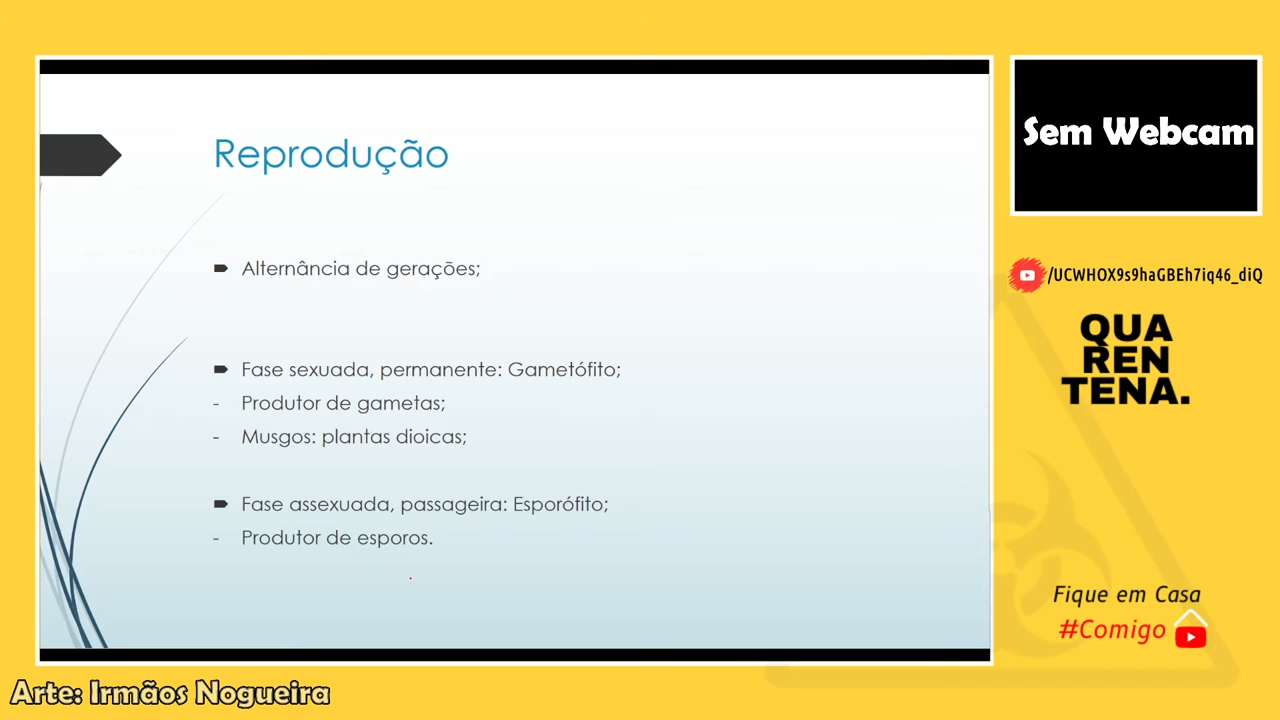 Reprodução
Alternância de gerações;
Fase sexuada, permanente: Gametófito;
- Produtor de gametas;
- Musgos: plantas dioicas;
Fase assexuada, passageira: Esporófito;
- Produtor de esporos.
Sem Webcam
/UCWHOX9s9haGBEh7iq46_diQ
QUA
REN
TENA.
Fique em Casa
#Comigo
Arte: Irmãos Nogueira